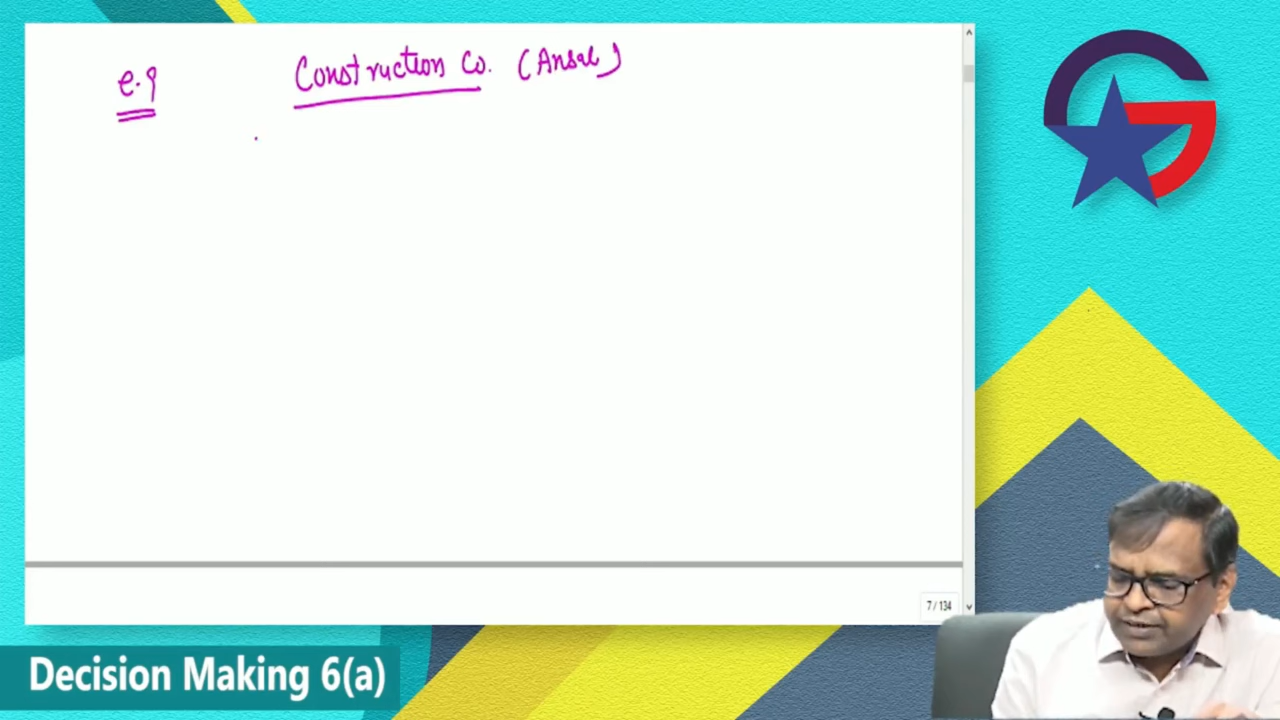 e.g Construction Co. (Ansal)
7 / 134
Decision Making 6(a)